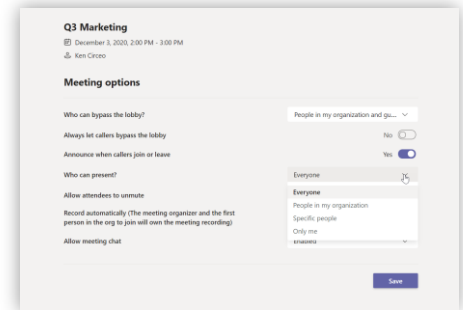 Q3 Marketing
December 3, 2020, 2:00 PM - 3:00 PM
Ken Circeo
Meeting options
Who can bypass the lobby? People in my organization and gu...
Always let callers bypass the lobby No
Announce when callers join or leave Yes
Who can present? Everyone
Everyone
Allow attendees to unmute
People in my organization
Record automatically (The meeting organizer and the first
Specific people
person in the org to join will own the meeting recording)
Only me
Allow meeting chat Enabled
Save